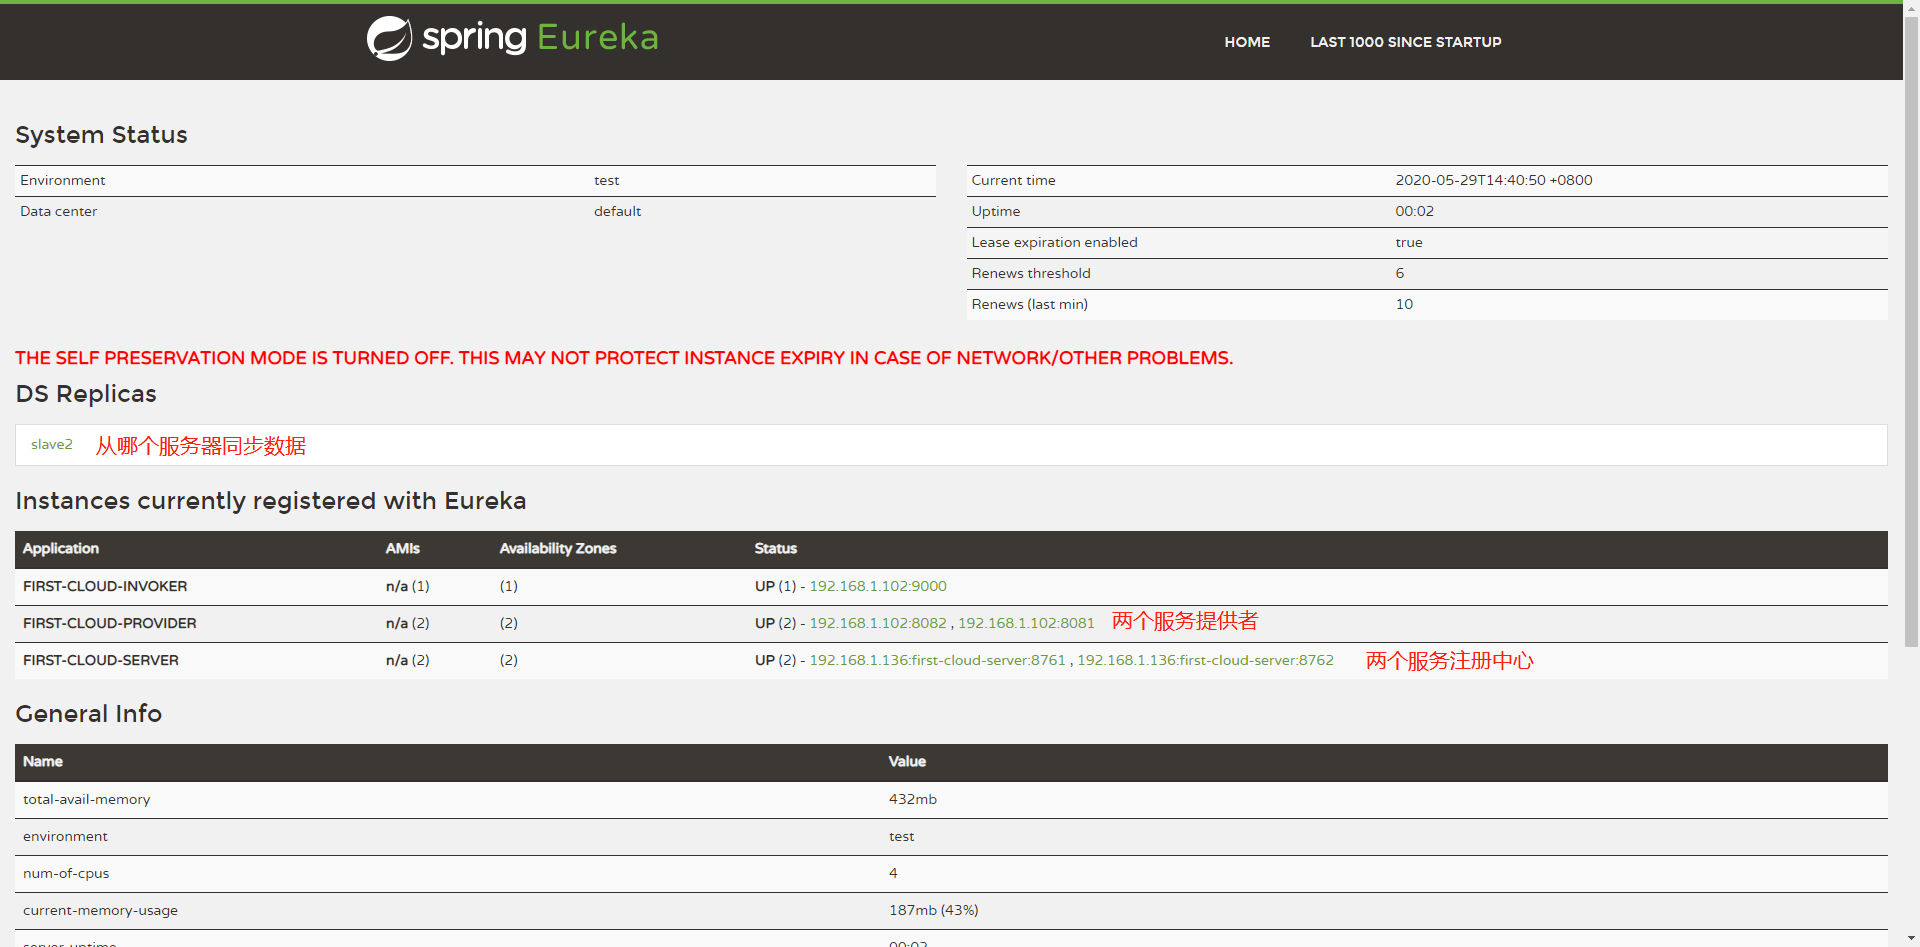 spring Eureka
HOME LAST 1000 SINCE STARTUP
System Status
Environment test
Data center default
Current time 2020-05-29T14:40:50 +0800
Uptime 00:02
Lease expiration enabled true
Renews threshold 6
Renews (last min) 10
THE SELF PRESERVATION MODE IS TURNED OFF. THIS MAY NOT PROTECT INSTANCE EXPIRY IN CASE OF NETWORK/OTHER PROBLEMS.
DS Replicas
slave2 从哪个服务器同步数据
Instances currently registered with Eureka
Application AMIs Availability Zones Status
FIRST-CLOUD-INVOKER n/a (1) (1) UP (1) - 192.168.1.102:9000
FIRST-CLOUD-PROVIDER n/a (2) (2) UP (2) - 192.168.1.102:8082 , 192.168.1.102:8081 两个服务提供者
FIRST-CLOUD-SERVER n/a (2) (2) UP (2) - 192.168.1.136:first-cloud-server:8761 , 192.168.1.136:first-cloud-server:8762 两个服务注册中心
General Info
Name Value
total-avail-memory 432mb
environment test
num-of-cpus 4
current-memory-usage 187mb (43%)
server-uptime 00:02